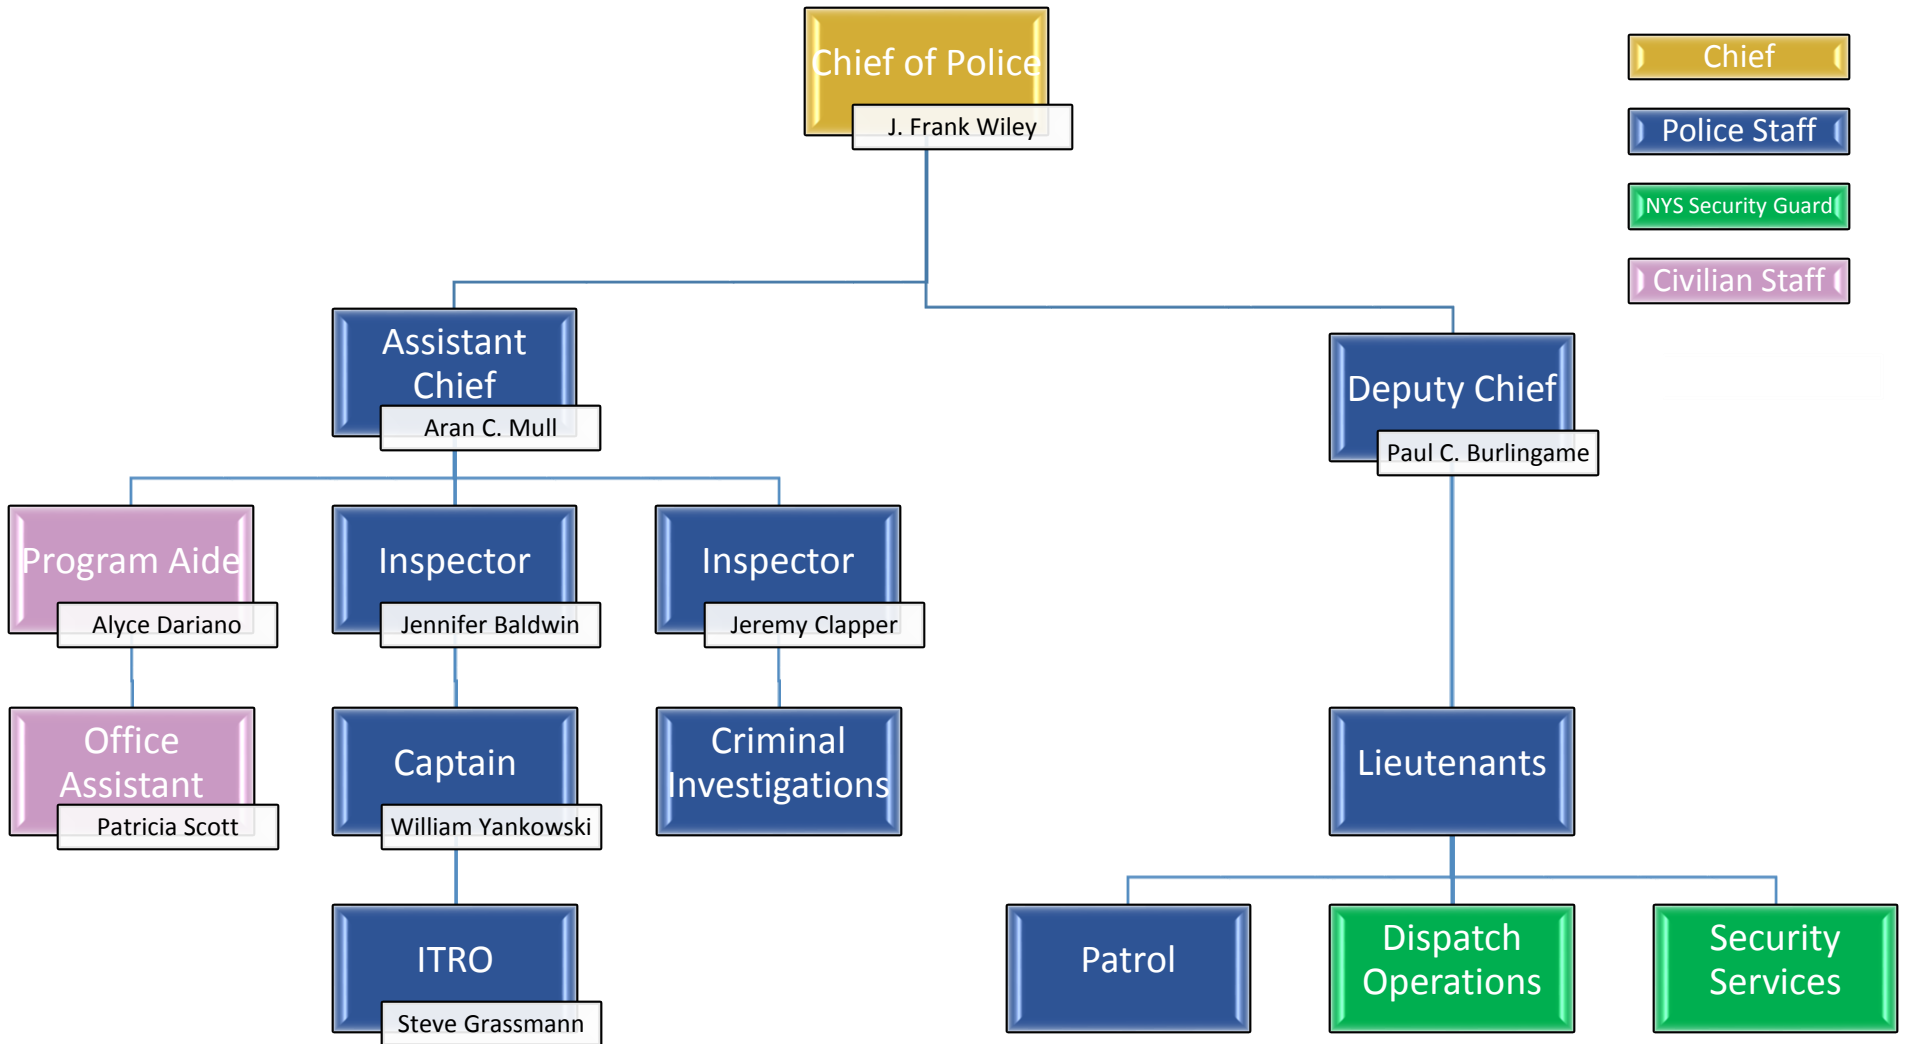 Chief of Police
J. Frank Wiley
Chief
Police Staff
NYS Security Guard
Civilian Staff
Assistant
Chief
Aran C. Mull
Deputy Chief
Paul C. Burlingame
Program Aide
Alyce Dariano
Inspector
Jennifer Baldwin
Inspector
Jeremy Clapper
Office
Assistant
Patricia Scott
Captain
William Yankowski
Criminal
Investigations
Lieutenants
ITRO
Steve Grassmann
Patrol
Dispatch
Operations
Security
Services